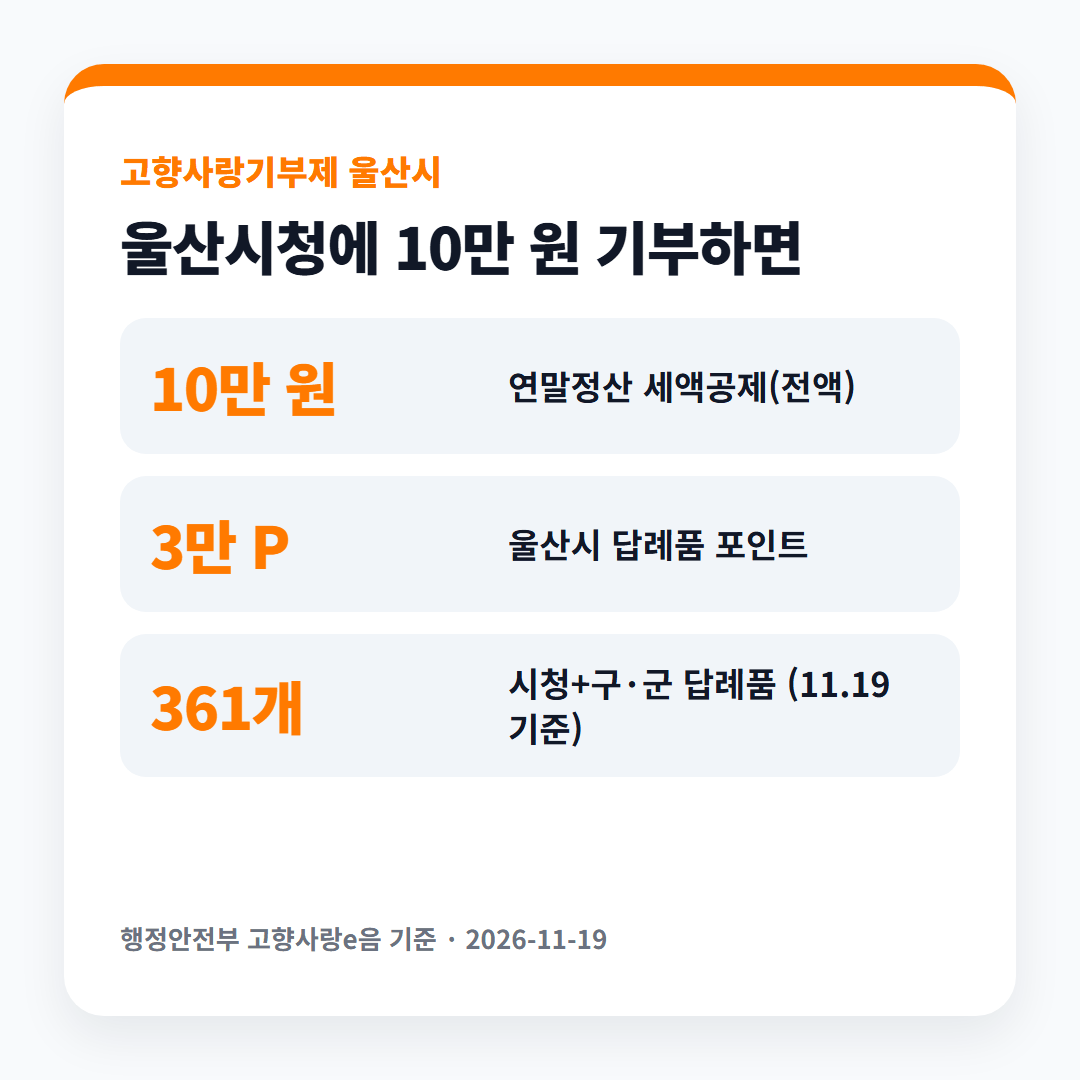 고향사랑기부제 울산시
울산시청에 10만 원 기부하면
10만 원
연말정산 세액공제(전액)
3만 P
울산시 답례품 포인트
361개
시청+구·군 답례품 (11.19
기준)
행정안전부 고향사랑e음 기준 · 2026-11-19